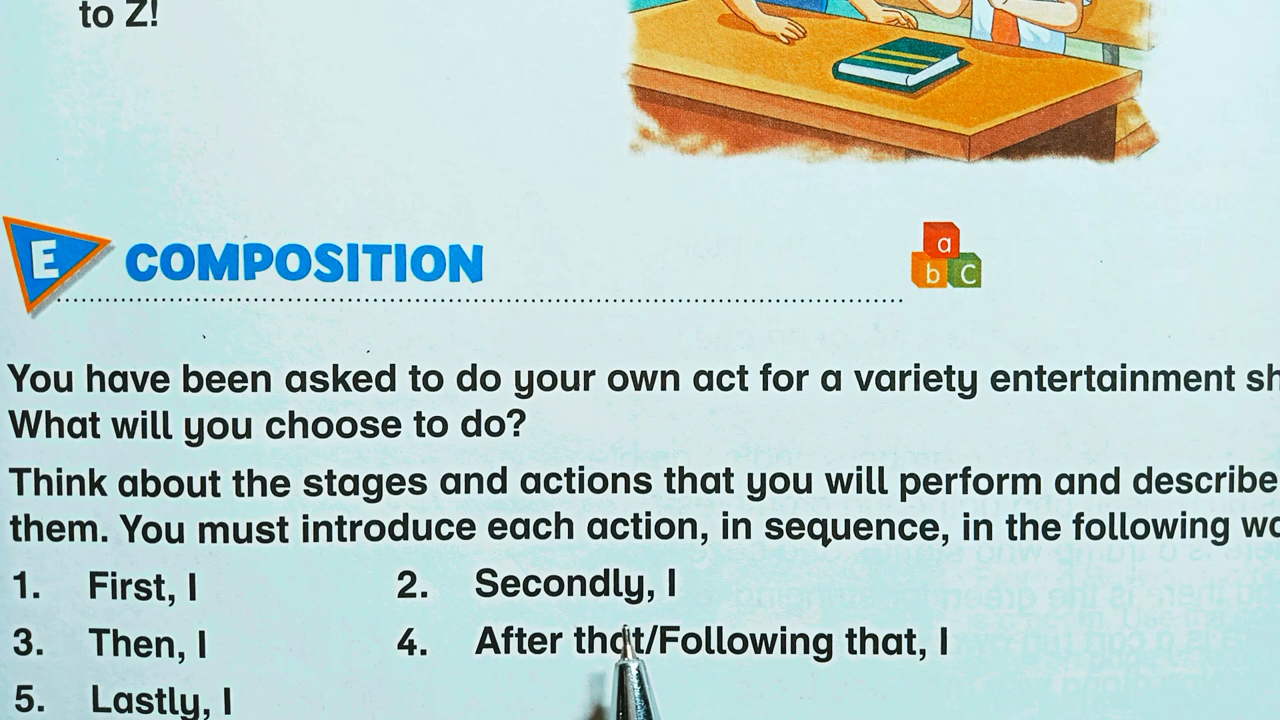 to Z!
E COMPOSITION
a
b C
You have been asked to do your own act for a variety entertainment
What will you choose to do?
Think about the stages and actions that you will perform and describe
them. You must introduce each action, in sequence, in the following
1. First, I 2. Secondly, I
3. Then, I 4. After that/Following that, I
5. Lastly, I